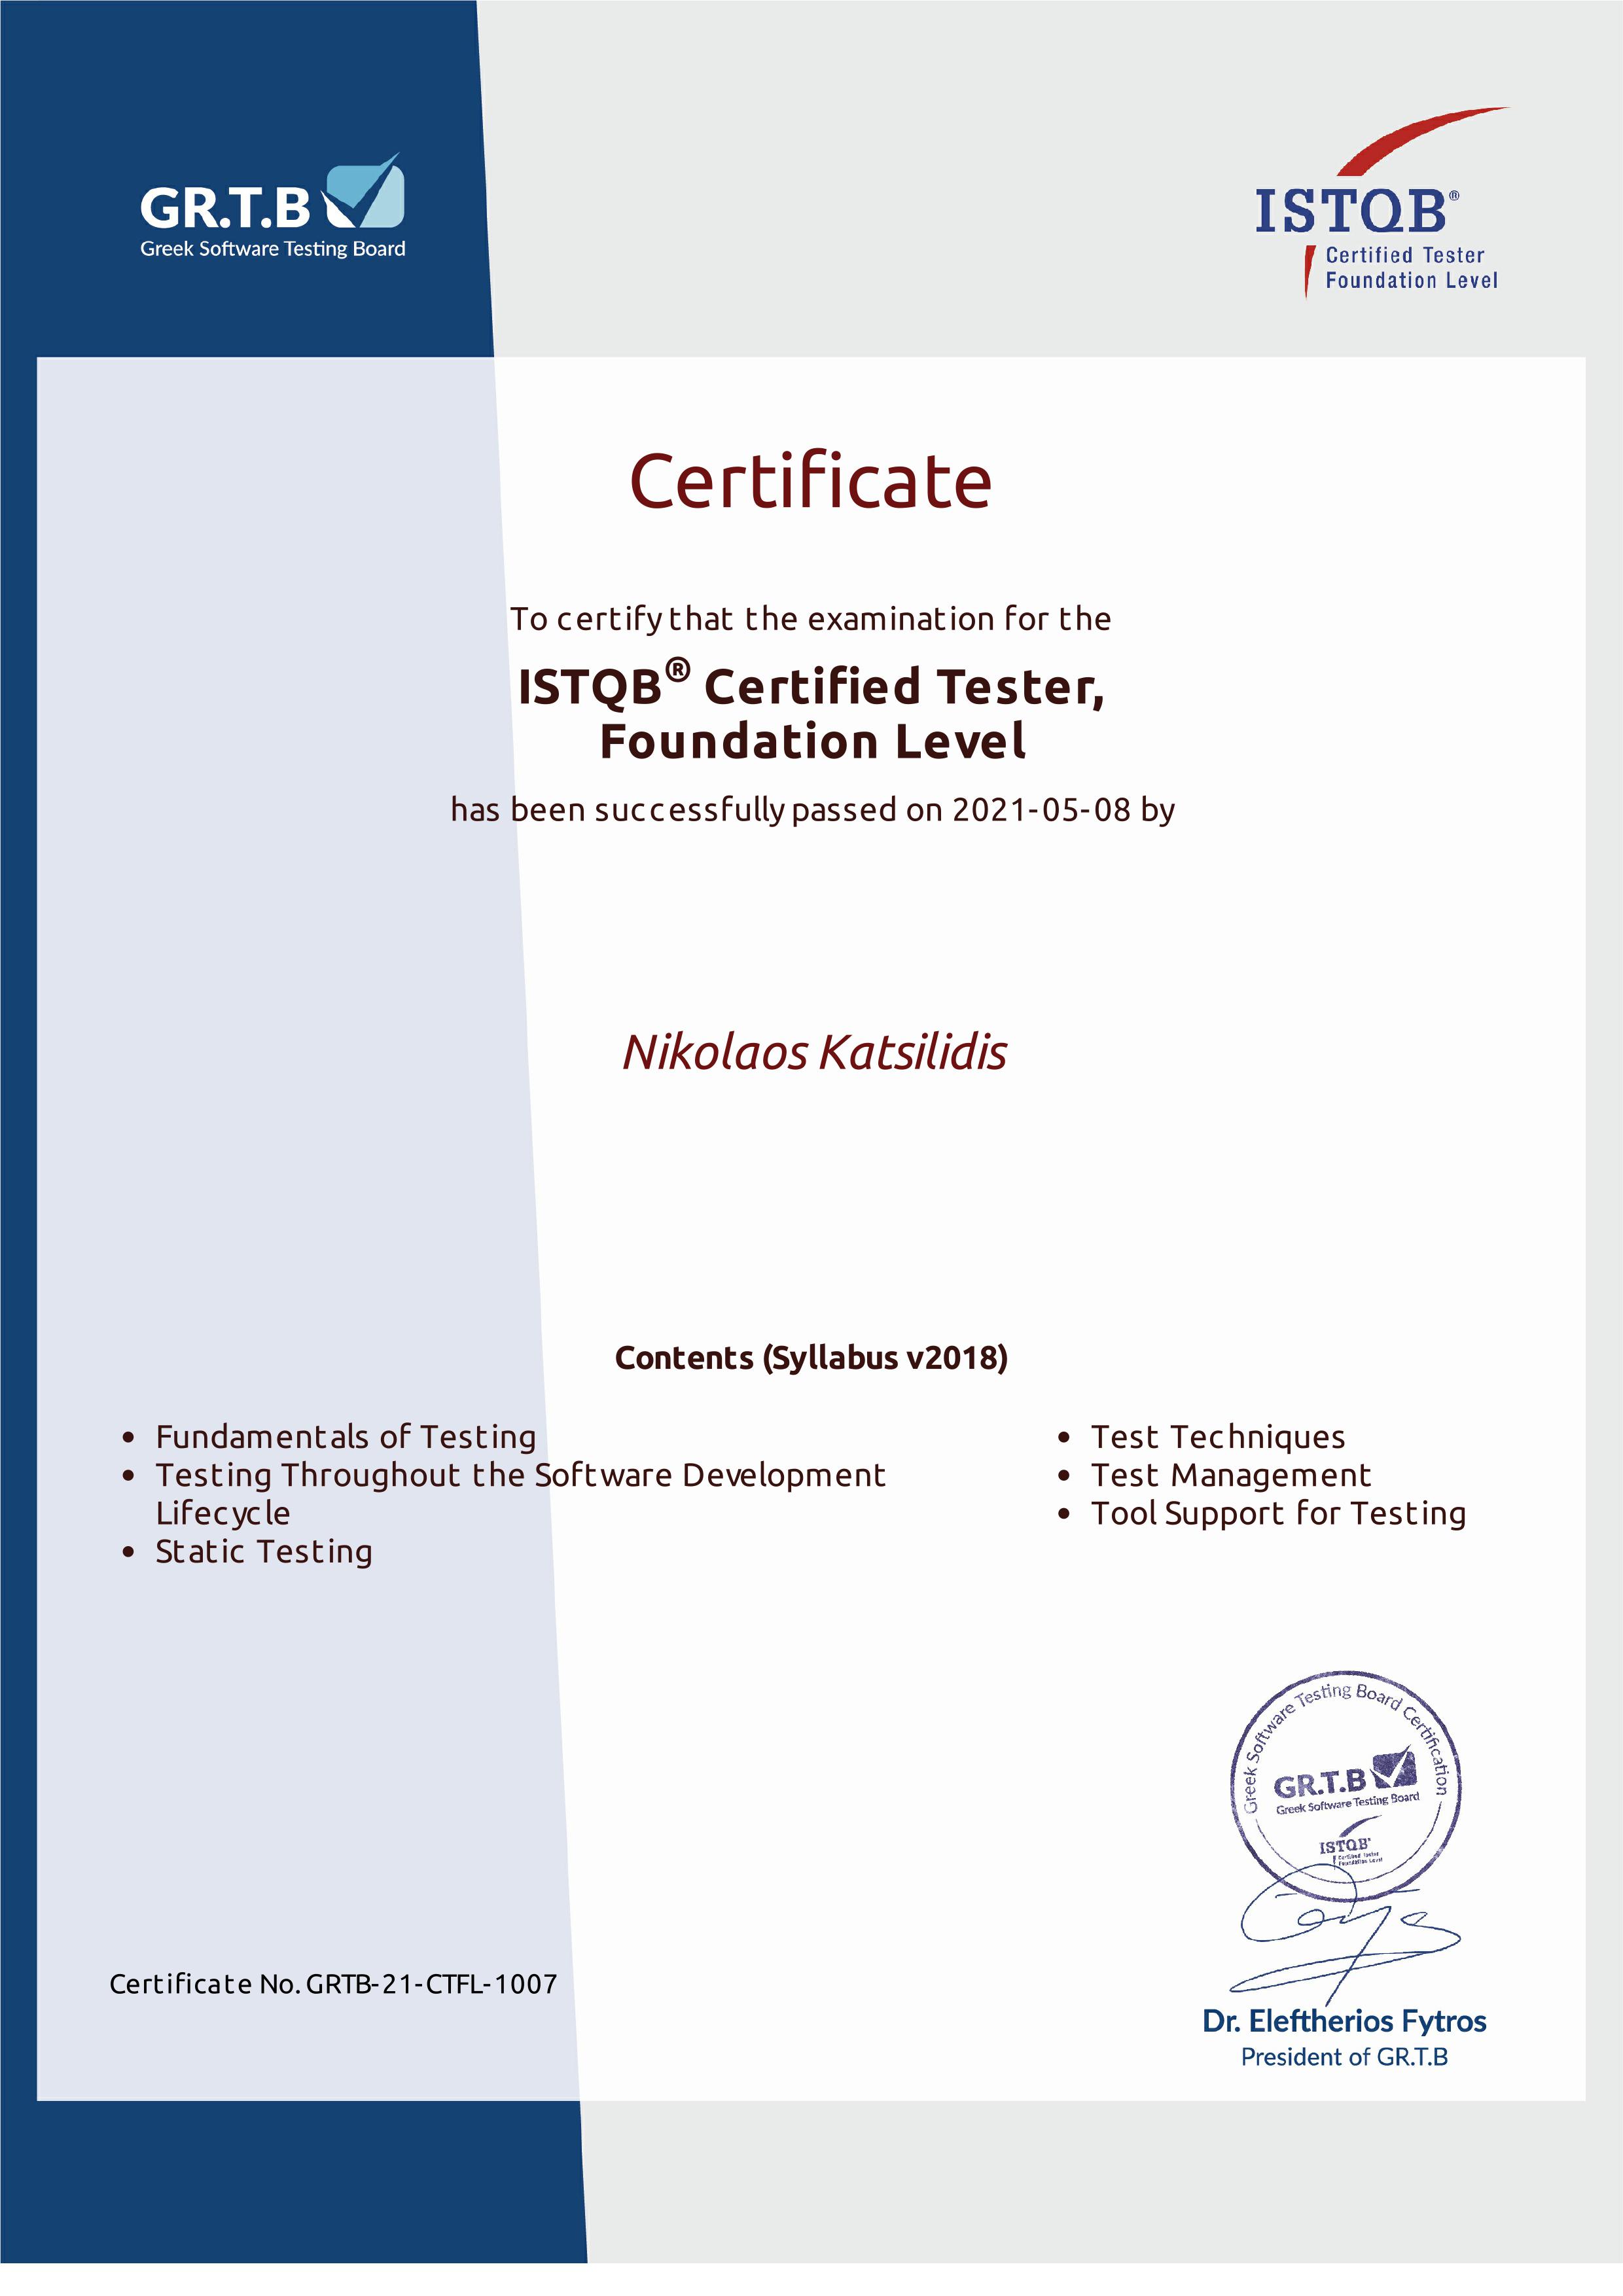 GR.T.B
Greek Software Testing Board
ISTQB®
Certified Tester
Foundation Level
Certificate
To certify that the examination for the
ISTQB® Certified Tester,
Foundation Level
has been successfully passed on 2021-05-08 by
Nikolaos Katsilidis
Contents (Syllabus v2018)
• Fundamentals of Testing
• Testing Throughout the Software Development
Lifecycle
• Static Testing
• Test Techniques
• Test Management
• Tool Support for Testing
Greek Software Testing Board Certification
GR.T.B
Greek Software Testing Board
ISTQB®
Certified Tester
Foundation Level
Certificate No. GRTB-21-CTFL-1007
Dr. Eleftherios Fytros
President of GR.T.B